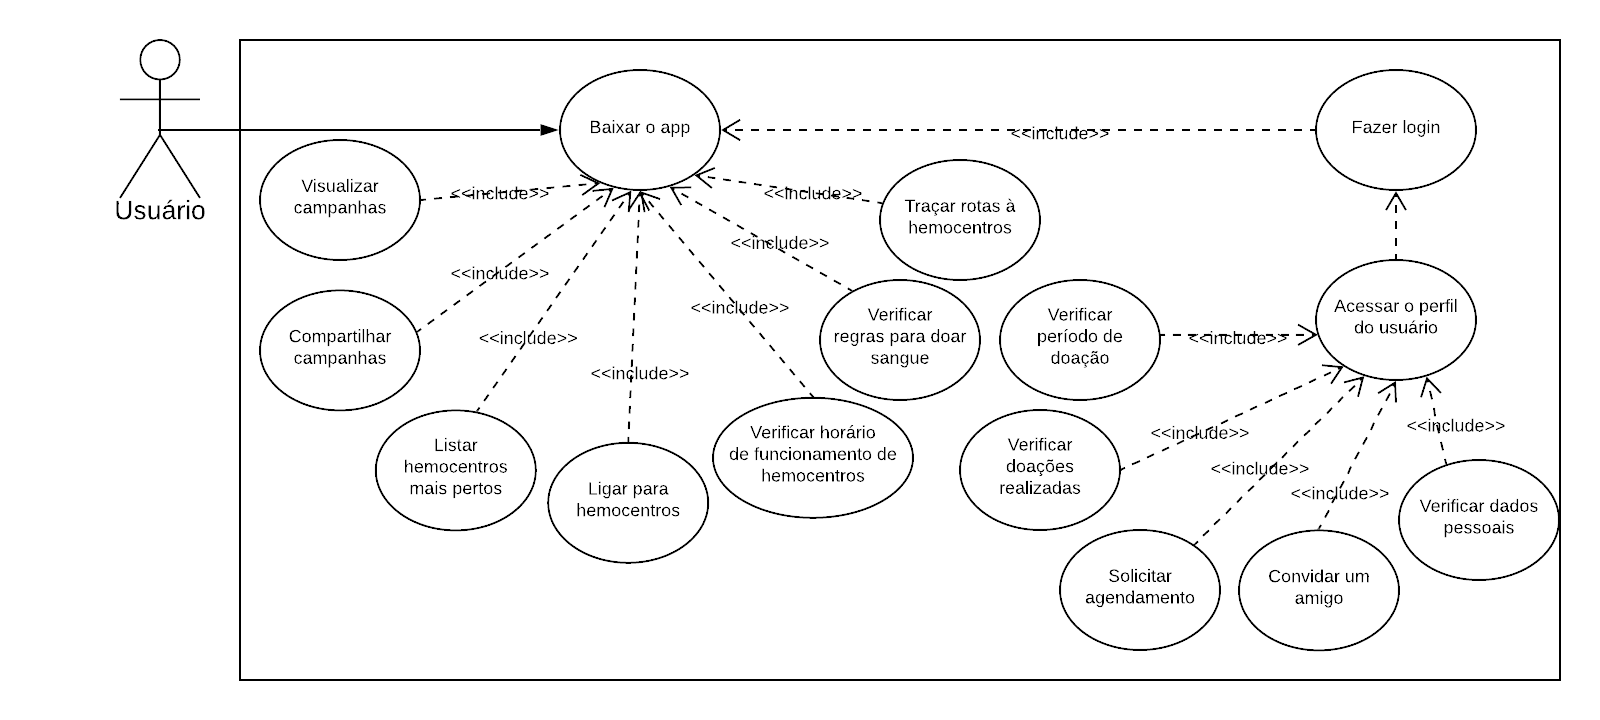 Usuário
Baixar o app
<<include>>
Fazer login
Visualizar
campanhas
<<include>>
<<include>>
Traçar rotas à
hemocentros
<<include>>
<<include>>
Compartilhar
campanhas
<<include>>
<<include>>
<<include>>
Verificar
regras para doar
sangue
Verificar
período de
doação
<<include>>
Acessar o perfil
do usuário
Listar
hemocentros
mais pertos
Ligar para
hemocentros
Verificar horário
de funcionamento de
hemocentros
Verificar
doações
realizadas
<<include>>
<<include>>
<<include>>
<<include>>
Verificar dados
pessoais
Solicitar
agendamento
Convidar um
amigo